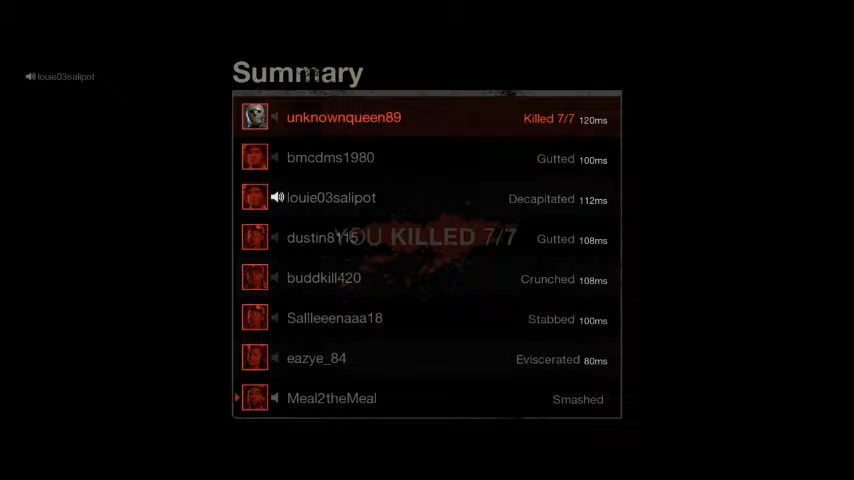 Summary
louie03salipot
unknownqueen89 Killed 7/7 120ms
bmcdms1980 Gutted 100ms
louie03salipot Decapitated 112ms
dustin8115 Gutted 108ms
YOU KILLED 7/7
buddkill420 Crunched 108ms
Sallleeenaaa18 Stabbed 100ms
eazye_84 Eviscerated 80ms
Meal2theMeal Smashed